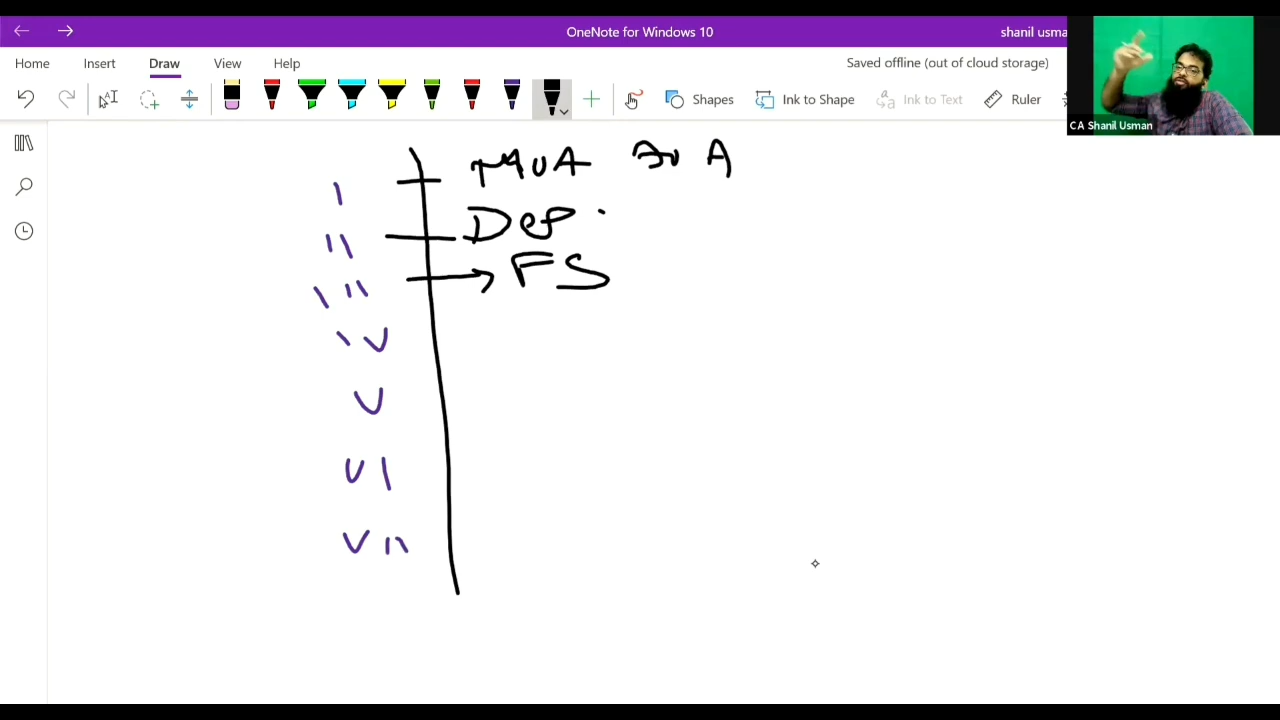 OneNote for Windows 10
shanil usma
Home Insert Draw View Help
Saved offline (out of cloud storage)
Shapes Ink to Shape Ink to Text Ruler
CA Shanil Usman
I MOA AOA
II Dep.
III → FS
IV
V
VI
VII